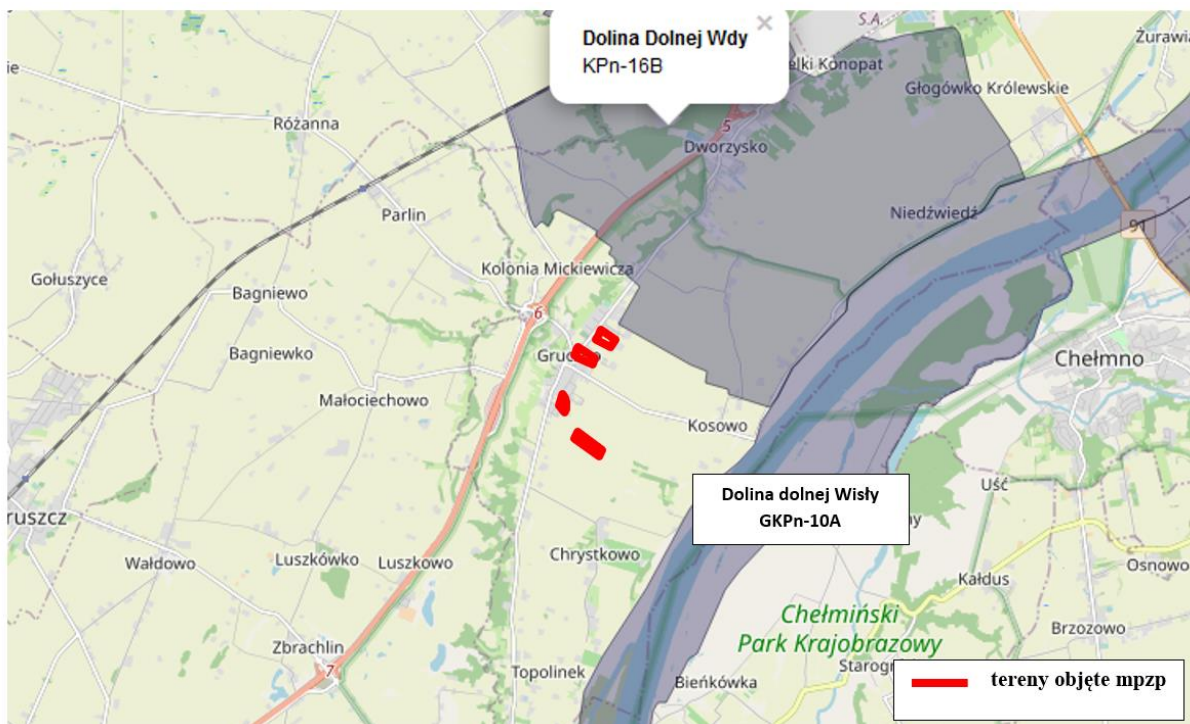 Dolina Dolnej Wdy
×
KPn-16B
S.A.
Żurawia
ie
elki Konopat
Głogówko Królewskie
Różanna
5
Dworzysko
Parlin
Niedźwiedź
91
Kolonia Mickiewicza
Gołuszyce
Bagniewo
6
Bagniewko
Chełmno
Małociechowo
Kosowo
Dolina dolnej Wisły
GKPn-10A
Uść
ruszcz
Chrystkowo
Wałdowo
Luszkówko
Luszkowo
Osnowo
Kałdus
Chełmiński
Park Krajobrazowy
Brzozowo
Zbrachlin
7
Topolinek
Bieńkówka
tereny objęte mpzp